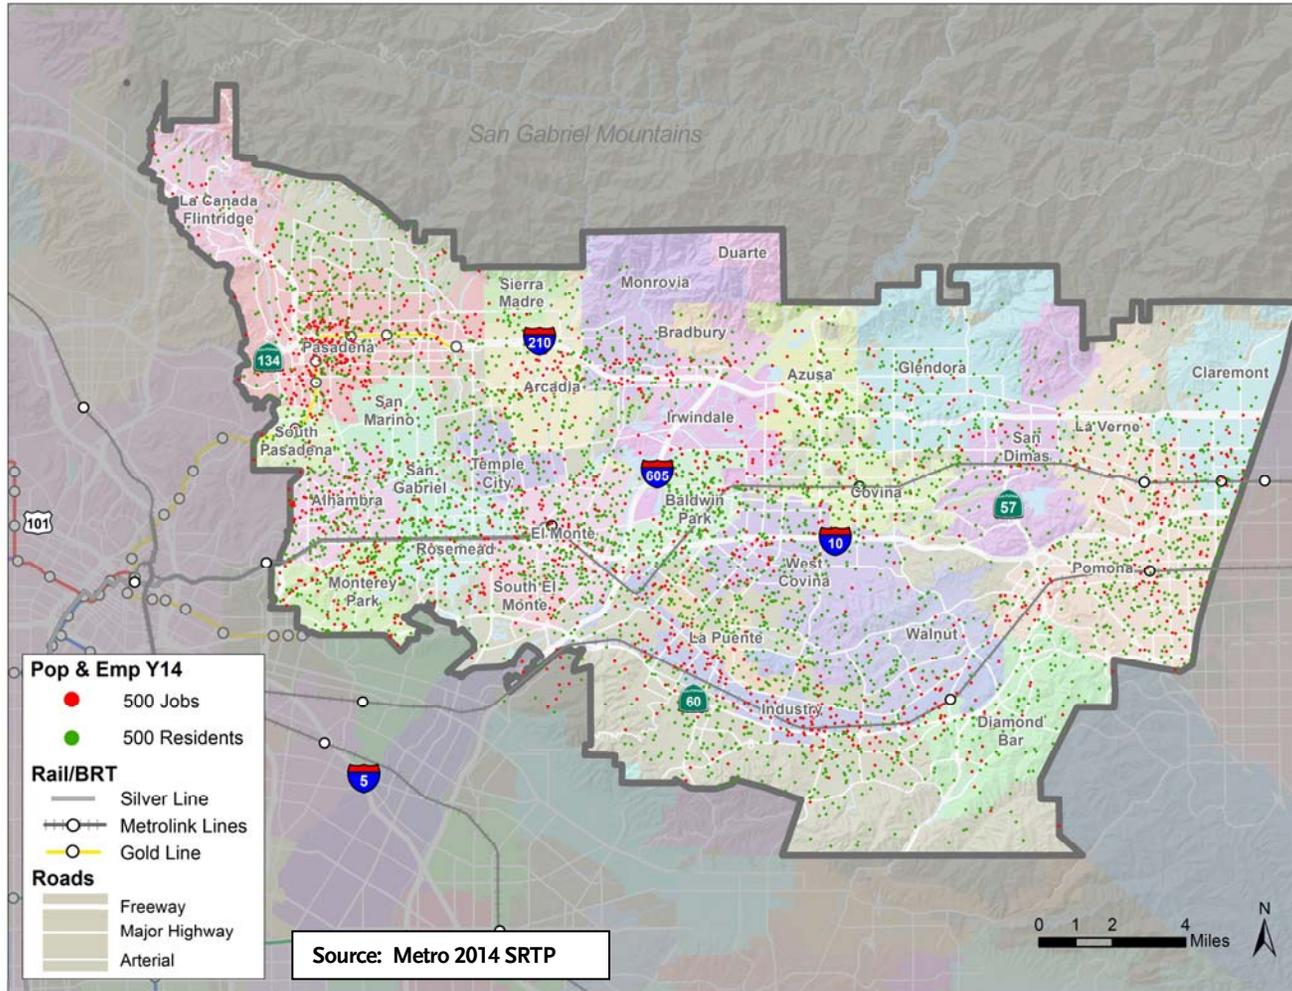 San Gabriel Mountains
La Canada
Flintridge
Duarte
Monrovia
Sierra
Madre
Bradbury
210
Pasadena
134
Azusa
Glendora
Claremont
Arcadia
San
Marino
Irwindale
La Verne
South
Pasadena
San
Dimas
Temple
City
San
Gabriel
605
Alhambra
Baldwin
Park
Covina
57
101
El Monte
10
Rosemead
West
Covina
Pomona
Monterey
Park
South El
Monte
La Puente
Walnut
60
Industry
Diamond
Bar
5
Pop & Emp Y14
500 Jobs
500 Residents
Rail/BRT
Silver Line
Metrolink Lines
Gold Line
Roads
Freeway
Major Highway
Arterial
Source: Metro 2014 SRTP
0 1 2 4
Miles
N